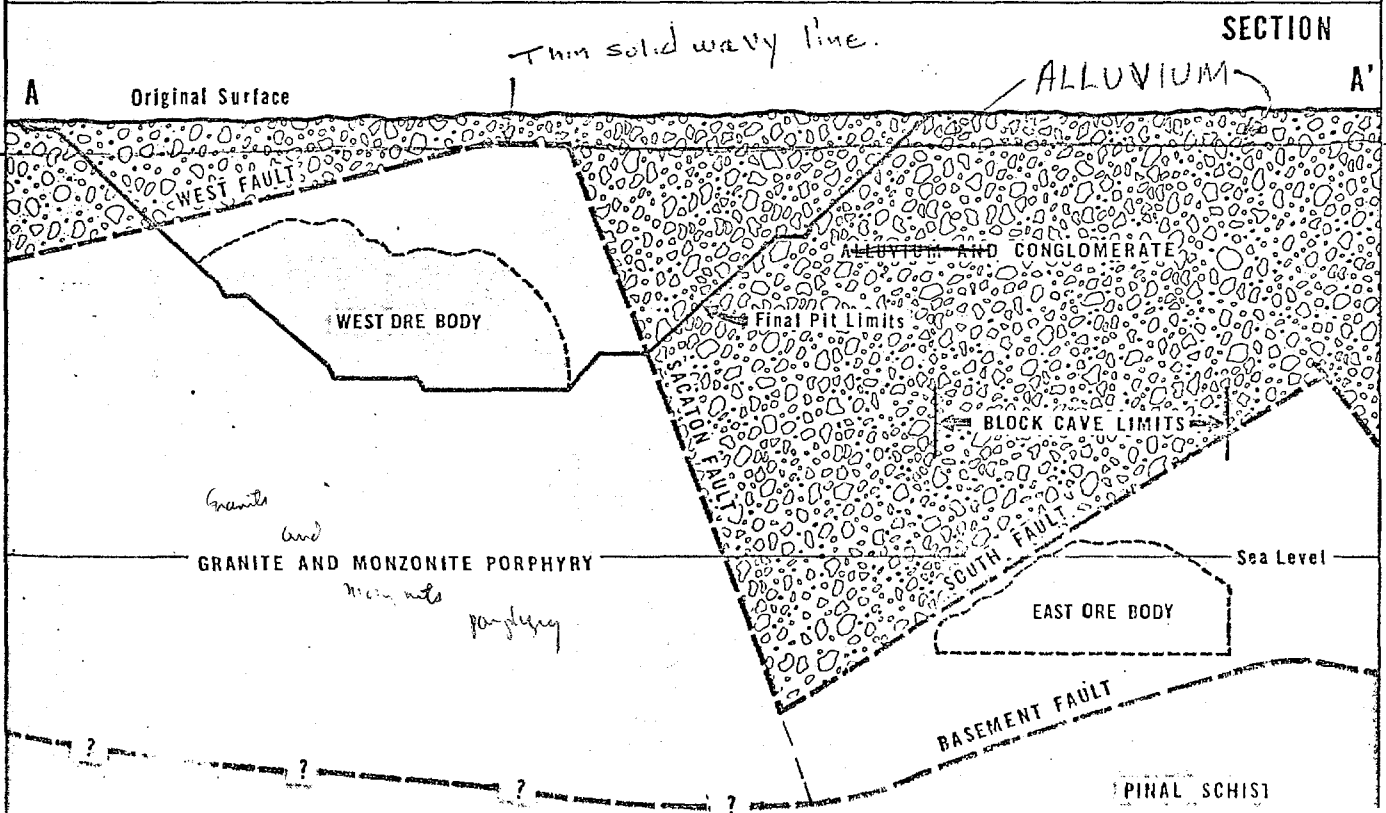 SECTION
Thin solid wavy line.
ALLUVIUM
A
Original Surface
A'
WEST FAULT
ALLUVIUM AND CONGLOMERATE
WEST ORE BODY
Final Pit Limits
SACATON FAULT
BLOCK CAVE LIMITS
Granite
and
GRANITE AND MONZONITE PORPHYRY
porphyry
SOUTH FAULT
Sea Level
EAST ORE BODY
BASEMENT FAULT
?
?
?
?
PINAL SCHIST